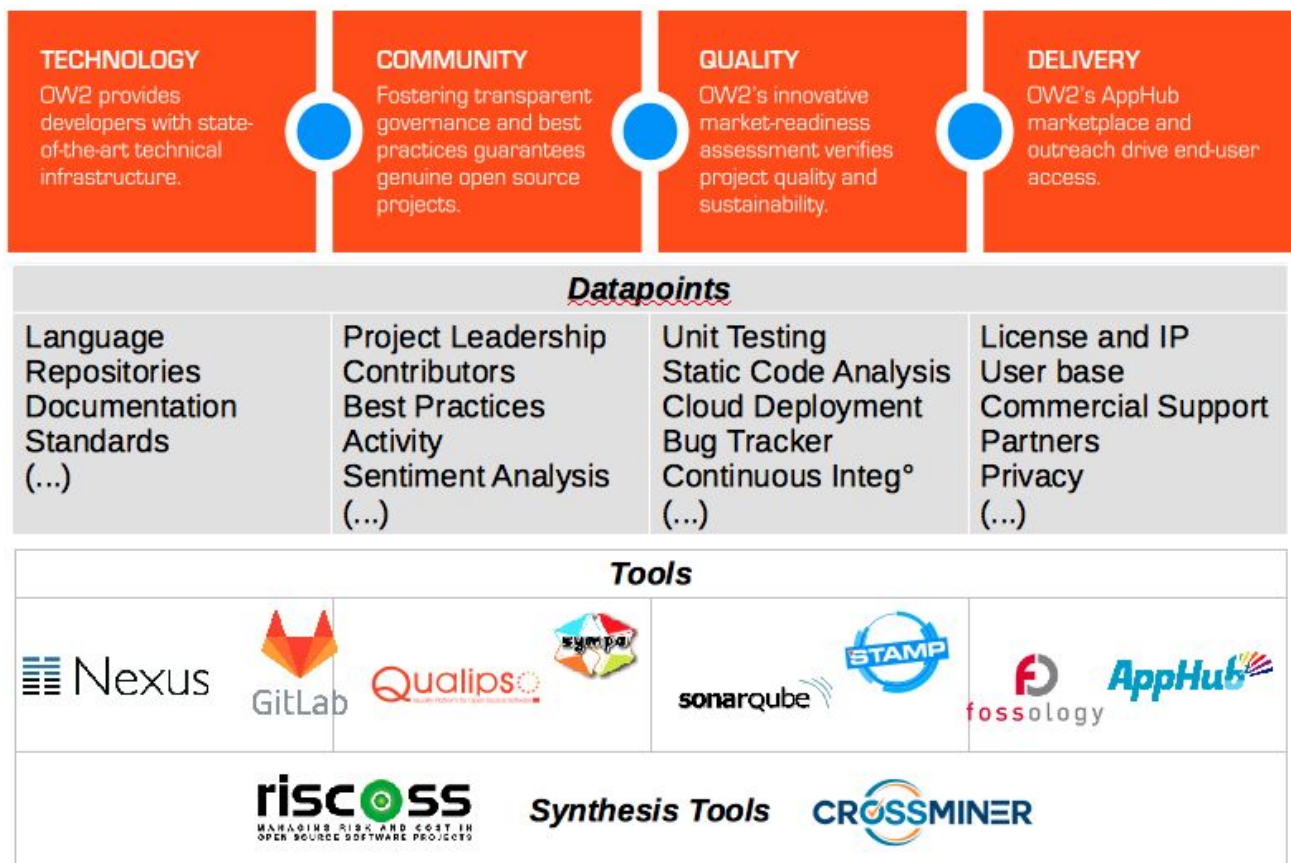 TECHNOLOGY
OW2 provides
developers with state-
of-the-art technical
infrastructure.
COMMUNITY
Fostering transparent
governance and best
practices guarantees
genuine open source
projects.
QUALITY
OW2's innovative
market-readiness
assessment verifies
project quality and
sustainability.
DELIVERY
OW2's AppHub
marketplace and
outreach drive end-user
access.
Datapoints
Language
Repositories
Documentation
Standards
(...)
Project Leadership
Contributors
Best Practices
Activity
Sentiment Analysis
(...)
Unit Testing
Static Code Analysis
Cloud Deployment
Bug Tracker
Continuous Integ°
(...)
License and IP
User base
Commercial Support
Partners
Privacy
(...)
Tools
Nexus
GitLab
Qualipso
sympa
sonarqube
STAMP
fossology
AppHub
riscoss
MANAGING RISK AND COST IN
OPEN SOURCE SOFTWARE PROJECTS
Synthesis Tools
CROSSMINER